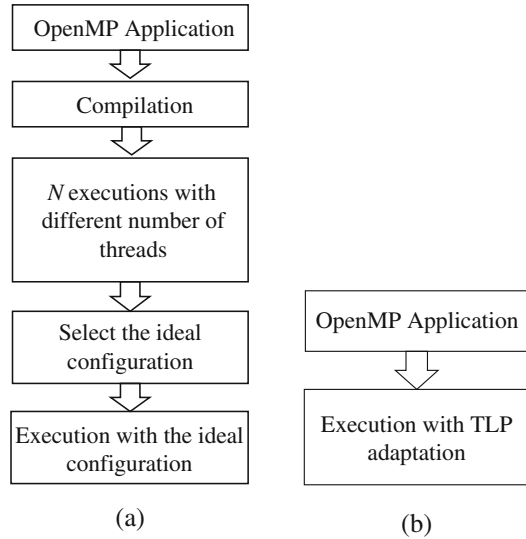 OpenMP Application
Compilation
N executions with
different number of
threads
Select the ideal
configuration
Execution with the ideal
configuration
(a)
OpenMP Application
Execution with TLP
adaptation
(b)